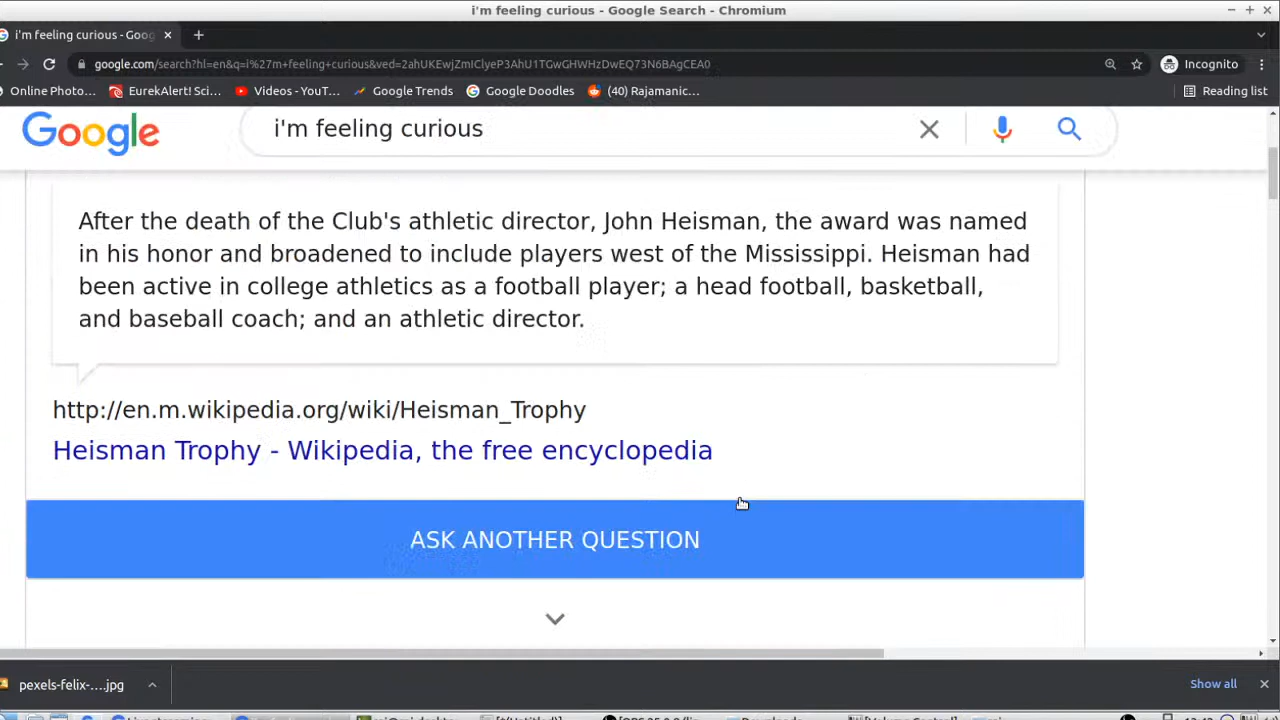 i'm feeling curious - Google Search - Chromium
i'm feeling curious - Goog
google.com/search?hl=en&q=i%27m+feeling+curious&ved=2ahUKEwjZmIClyeP3AhU1TGwGHWHzDwEQ73N6BAgCEA0
Incognito
Online Photo...
EurekAlert! Sci...
Videos - YouT...
Google Trends
Google Doodles
(40) Rajamanic...
Reading list
Google
i'm feeling curious
After the death of the Club's athletic director, John Heisman, the award was named
in his honor and broadened to include players west of the Mississippi. Heisman had
been active in college athletics as a football player; a head football, basketball,
and baseball coach; and an athletic director.
http://en.m.wikipedia.org/wiki/Heisman_Trophy
Heisman Trophy - Wikipedia, the free encyclopedia
ASK ANOTHER QUESTION
pexels-felix-....jpg
Show all